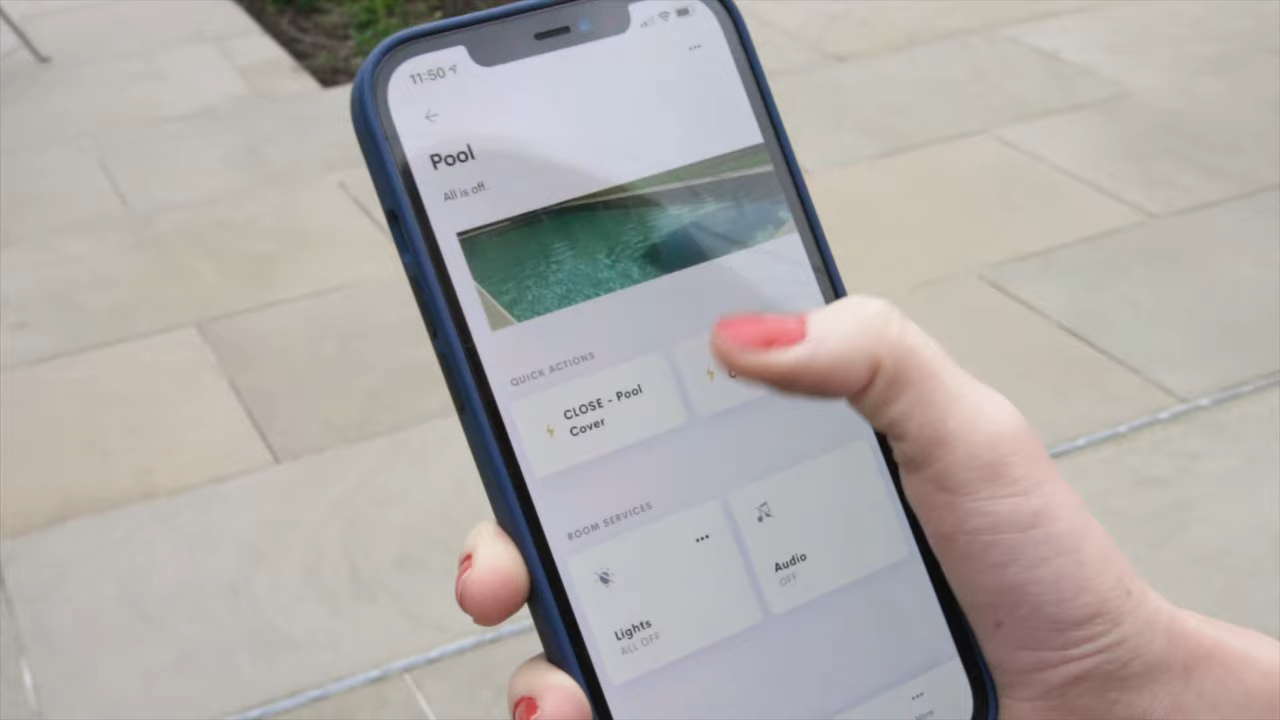 11:50
Pool
All is off.
QUICK ACTIONS
CLOSE - Pool
Cover
ROOM SERVICES
Lights
ALL OFF
Audio
OFF